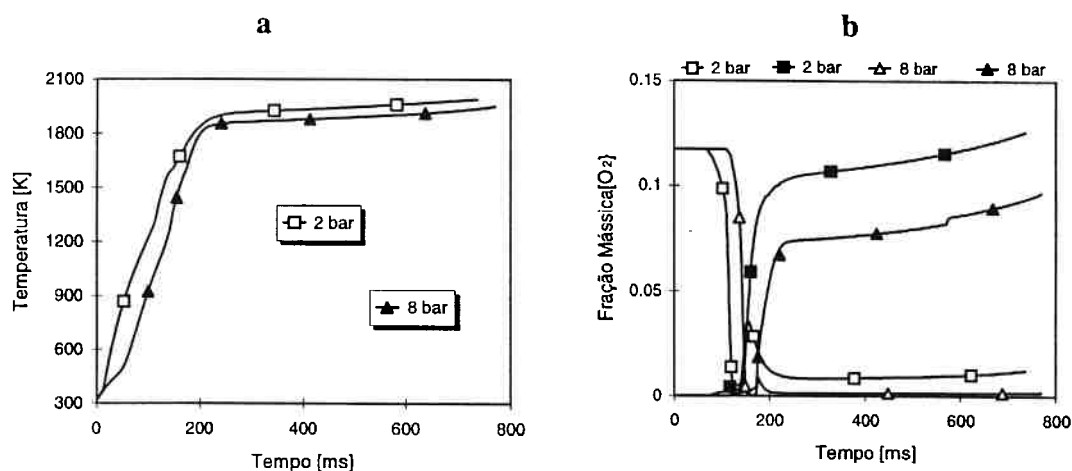 a
2100
1800
1500
1200
900
600
300
Temperatura [K]
2 bar
8 bar
0
200
400
600
800
Tempo [ms]
b
2 bar
2 bar
8 bar
8 bar
0.15
0.1
0.05
0
Fração Mássica[O2}
0
200
400
600
800
Tempo [ms]